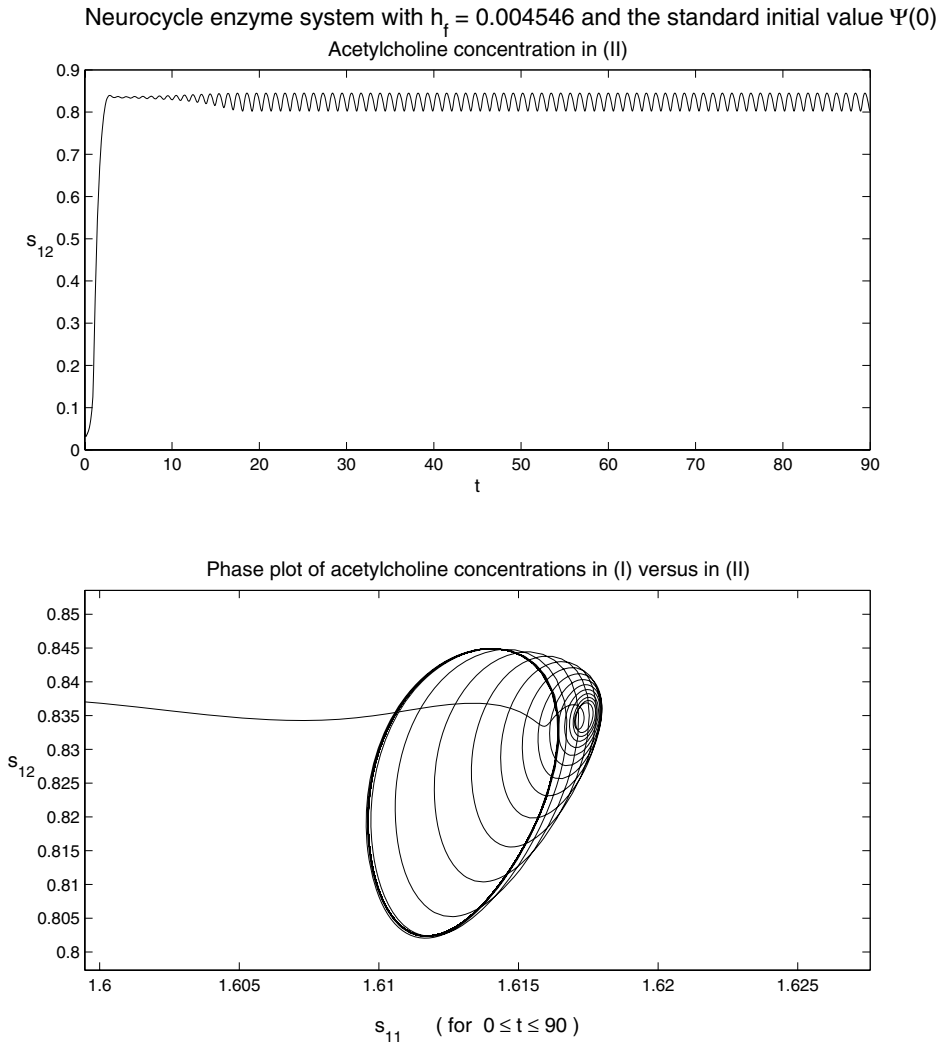 Neurocycle enzyme system with h_f = 0.004546 and the standard initial value Ψ(0)
Acetylcholine concentration in (II)
0.9
0.8
0.7
0.6
0.5
s_12
0.4
0.3
0.2
0.1
0
0 10 20 30 40 50 60 70 80 90
t
Phase plot of acetylcholine concentrations in (I) versus in (II)
0.85
0.845
0.84
0.835
0.83
s_12
0.825
0.82
0.815
0.81
0.805
0.8
1.6 1.605 1.61 1.615 1.62 1.625
s_11 ( for 0 ≤ t ≤ 90 )